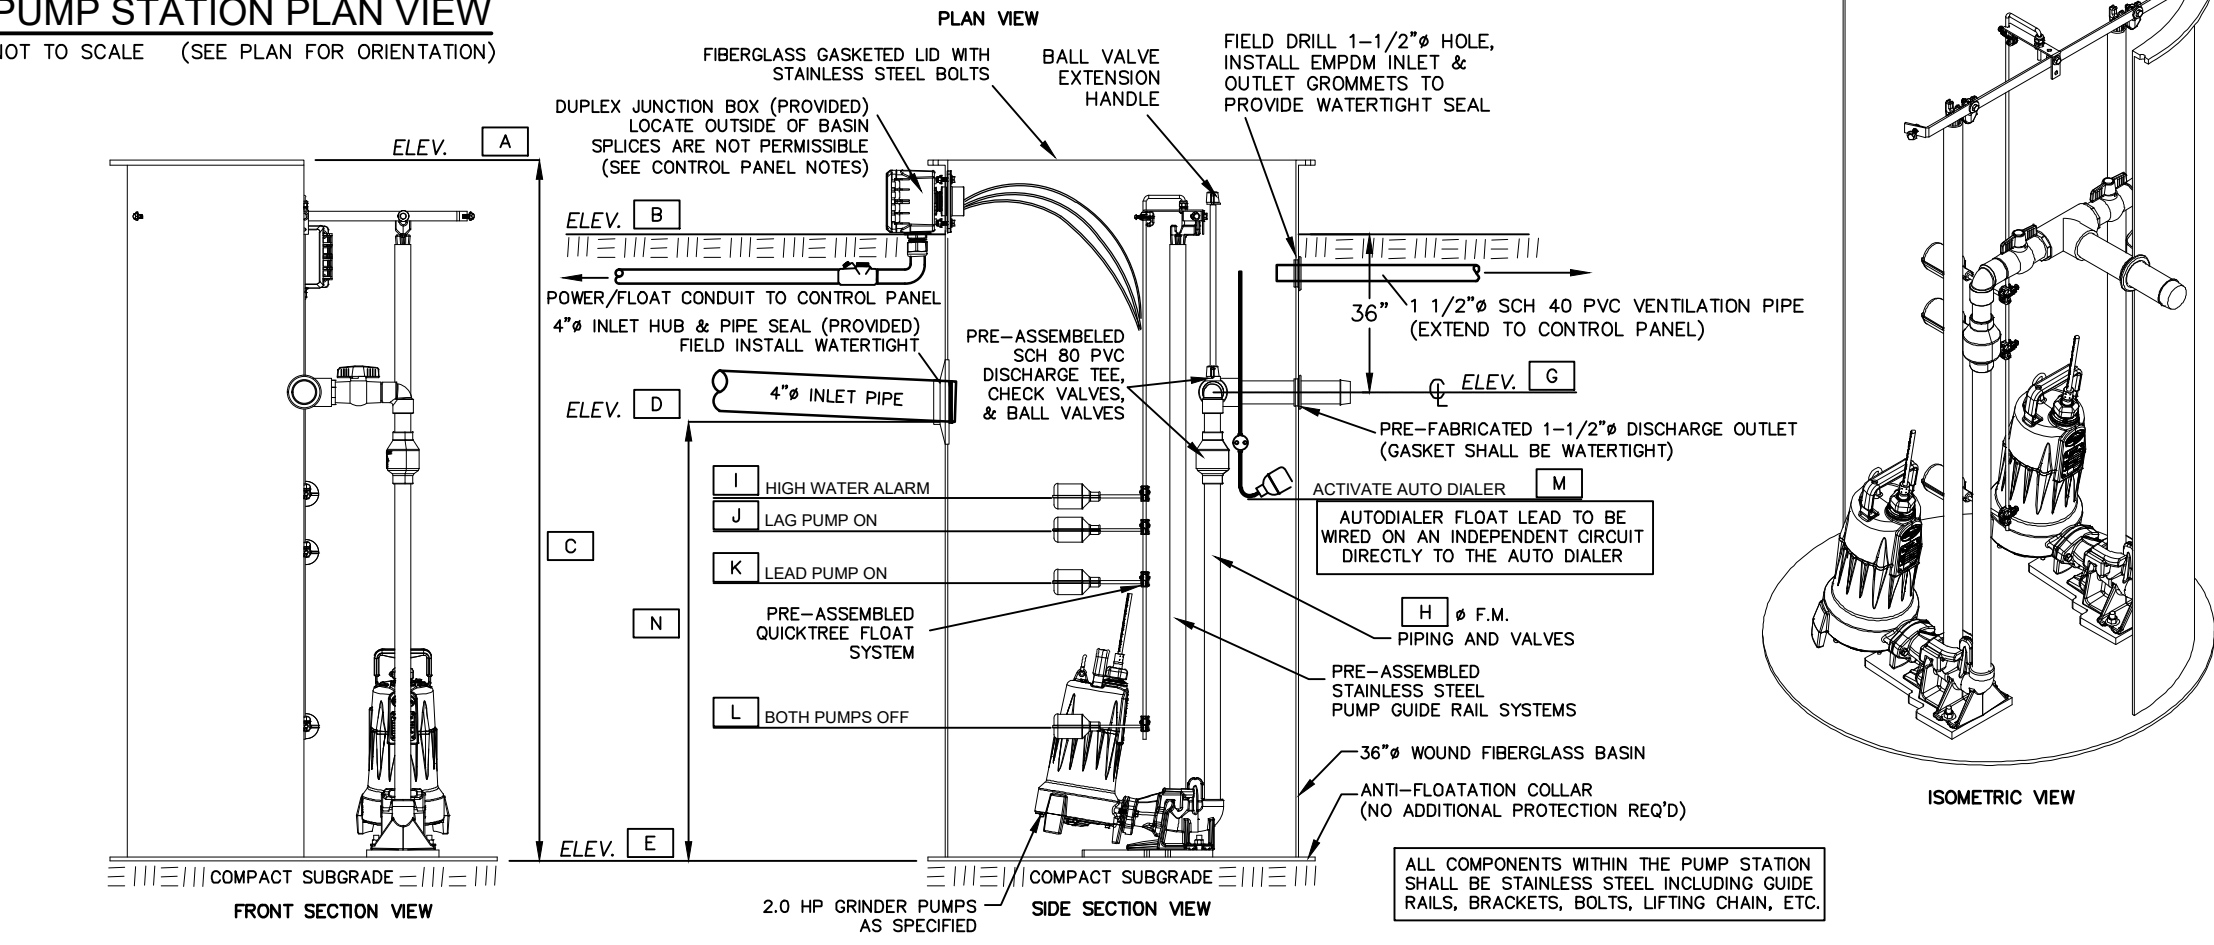 PUMP STATION PLAN VIEW
NOT TO SCALE (SEE PLAN FOR ORIENTATION)
PLAN VIEW
FIBERGLASS GASKETED LID WITH
STAINLESS STEEL BOLTS
BALL VALVE
EXTENSION
HANDLE
FIELD DRILL 1-1/2"ø HOLE,
INSTALL EMPDM INLET &
OUTLET GROMMETS TO
PROVIDE WATERTIGHT SEAL
DUPLEX JUNCTION BOX (PROVIDED)
LOCATE OUTSIDE OF BASIN
SPLICES ARE NOT PERMISSIBLE
(SEE CONTROL PANEL NOTES)
ELEV. A
ELEV. B
POWER/FLOAT CONDUIT TO CONTROL PANEL
4"ø INLET HUB & PIPE SEAL (PROVIDED)
FIELD INSTALL WATERTIGHT
4"ø INLET PIPE
ELEV. D
PRE-ASSEMBELED
SCH 80 PVC
DISCHARGE TEE,
CHECK VALVES,
& BALL VALVES
36"
1 1/2"ø SCH 40 PVC VENTILATION PIPE
(EXTEND TO CONTROL PANEL)
℄ ELEV. G
PRE-FABRICATED 1-1/2"ø DISCHARGE OUTLET
(GASKET SHALL BE WATERTIGHT)
I HIGH WATER ALARM
J LAG PUMP ON
K LEAD PUMP ON
L BOTH PUMPS OFF
C
N
ACTIVATE AUTO DIALER M
AUTODIALER FLOAT LEAD TO BE
WIRED ON AN INDEPENDENT CIRCUIT
DIRECTLY TO THE AUTO DIALER
PRE-ASSEMBLED
QUICKTREE FLOAT
SYSTEM
H ø F.M.
PIPING AND VALVES
PRE-ASSEMBLED
STAINLESS STEEL
PUMP GUIDE RAIL SYSTEMS
36"ø WOUND FIBERGLASS BASIN
ANTI-FLOATATION COLLAR
(NO ADDITIONAL PROTECTION REQ'D)
ELEV. E
COMPACT SUBGRADE
FRONT SECTION VIEW
COMPACT SUBGRADE
SIDE SECTION VIEW
2.0 HP GRINDER PUMPS
AS SPECIFIED
ALL COMPONENTS WITHIN THE PUMP STATION
SHALL BE STAINLESS STEEL INCLUDING GUIDE
RAILS, BRACKETS, BOLTS, LIFTING CHAIN, ETC.
ISOMETRIC VIEW